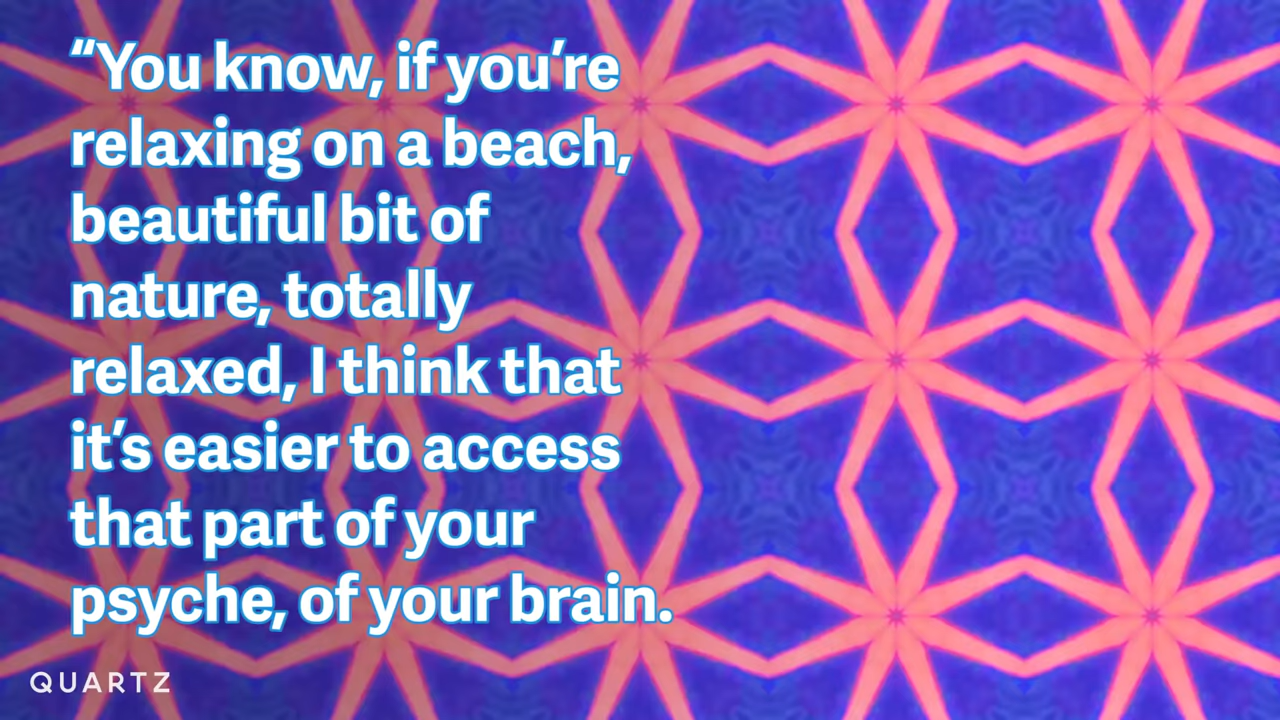 “You know, if you’re
relaxing on a beach,
beautiful bit of
nature, totally
relaxed, I think that
it’s easier to access
that part of your
psyche, of your brain.
QUARTZ